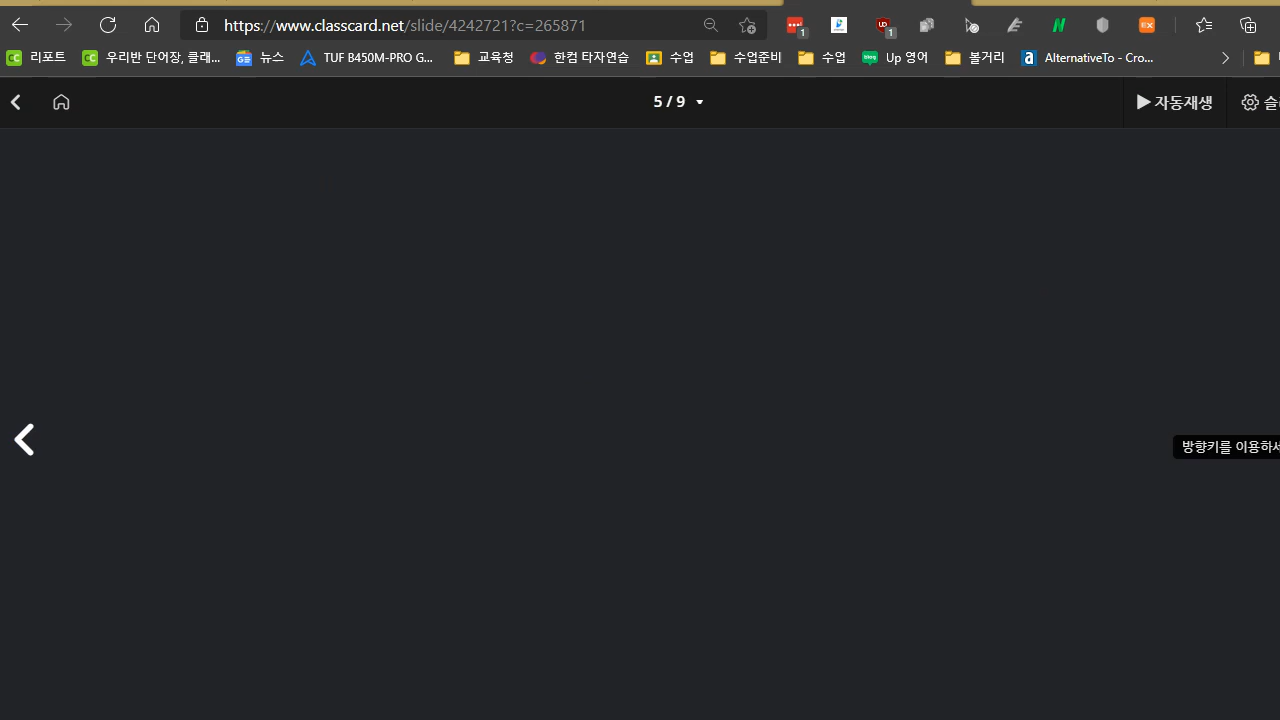 https://www.classcard.net/slide/4242721?c=265871
1
1
리포트
우리반 단어장, 클래...
뉴스
TUF B450M-PRO G...
교육청
한컴 타자연습
수업
수업준비
수업
Up 영어
볼거리
AlternativeTo - Cro...
5 / 9
자동재생
방향키를 이용하